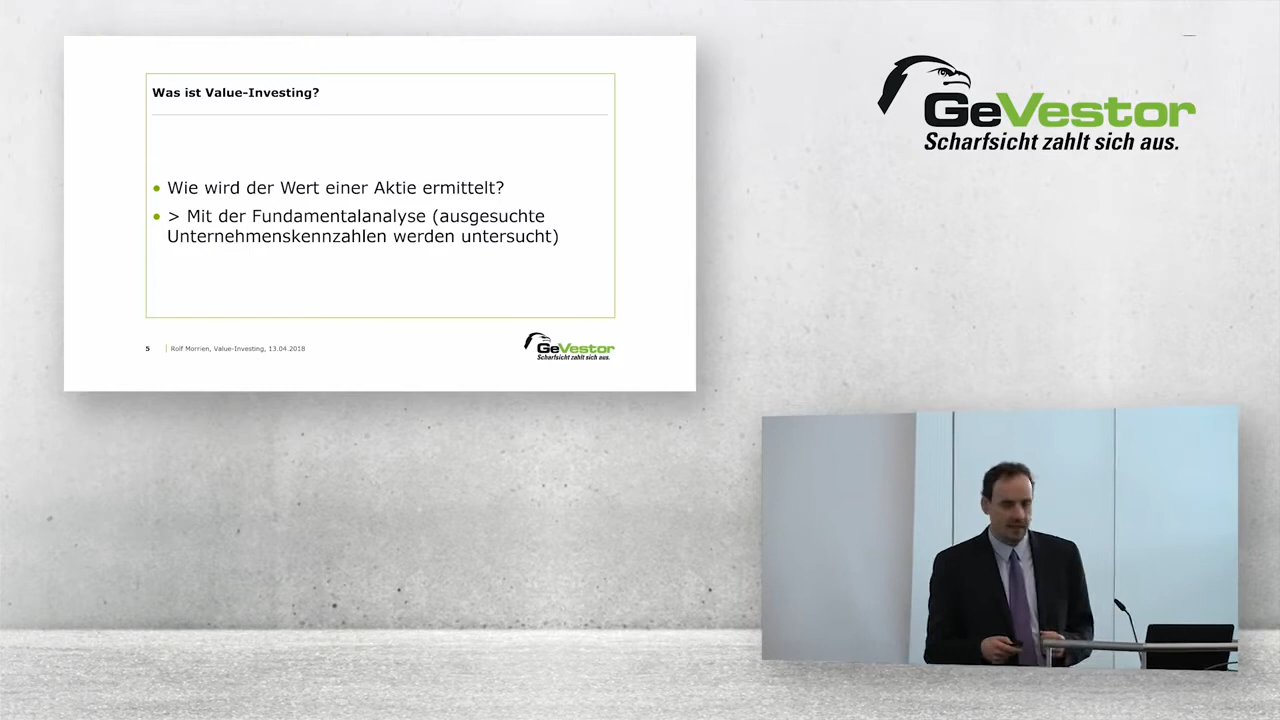 Was ist Value-Investing?
• Wie wird der Wert einer Aktie ermittelt?
• > Mit der Fundamentalanalyse (ausgesuchte
Unternehmenskennzahlen werden untersucht)
5 | Rolf Morrien, Value-Investing, 13.04.2018
GeVestor
Scharfsicht zahlt sich aus.
GeVestor
Scharfsicht zahlt sich aus.